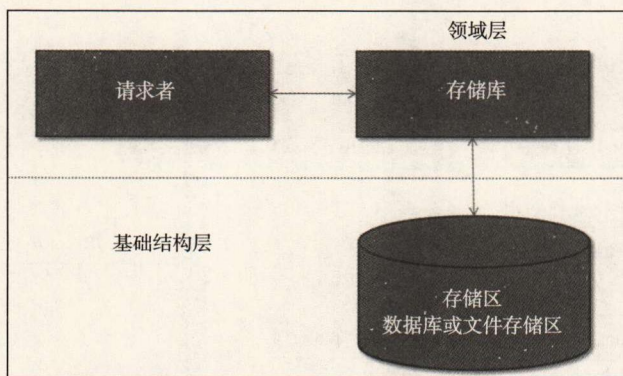 领域层
请求者
存储库
基础结构层
存储区
数据库或文件存储区